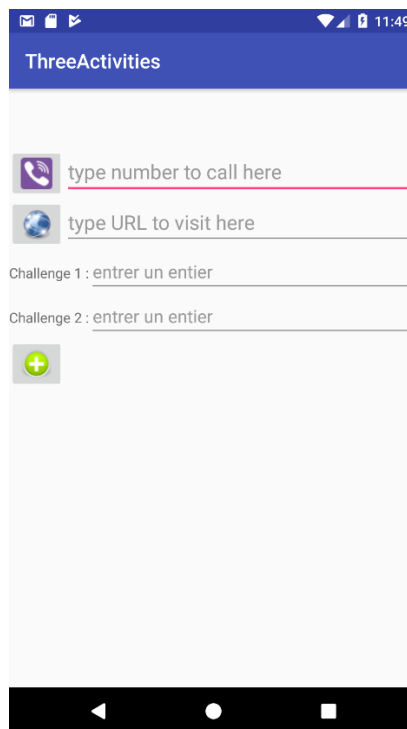 11:49
ThreeActivities
type number to call here
type URL to visit here
Challenge 1 : entrer un entier
Challenge 2 : entrer un entier